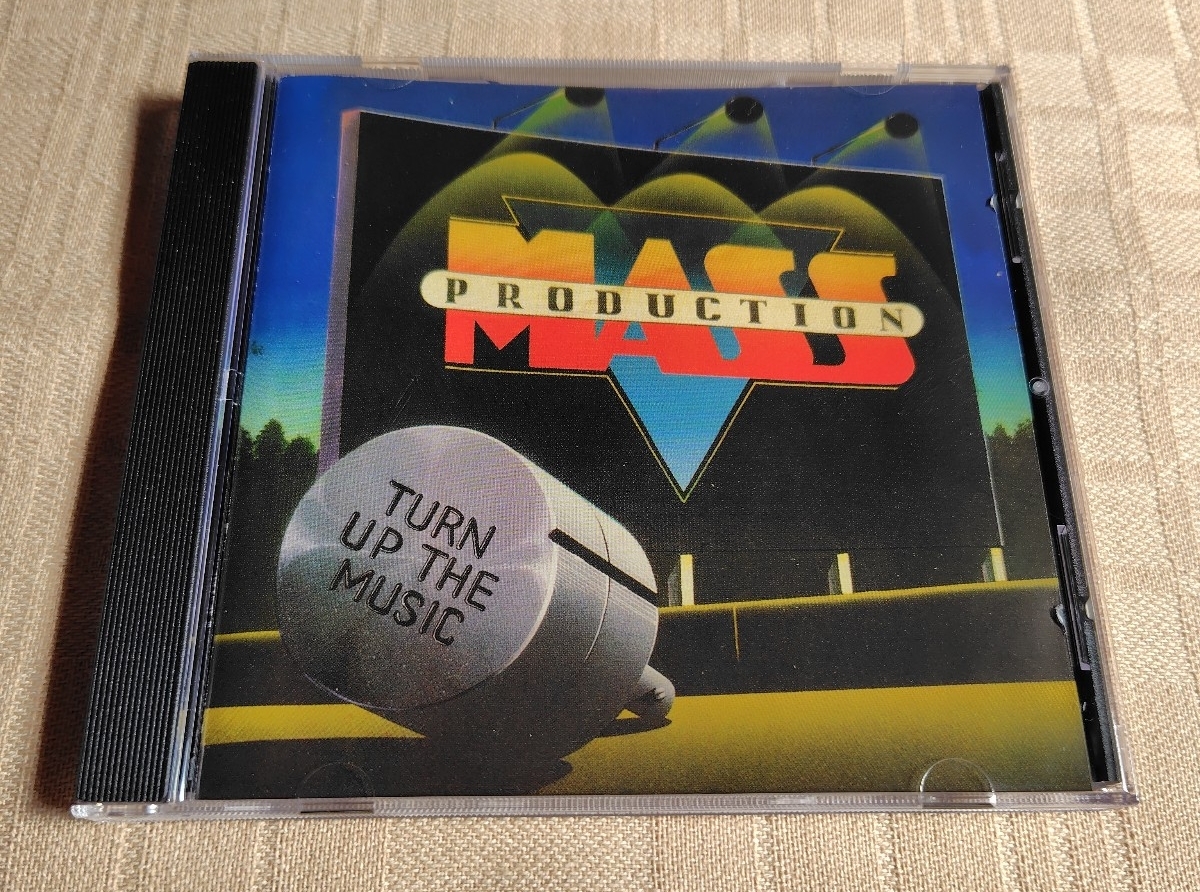 MASS
PRODUCTION
TURN
UP THE
MUSIC